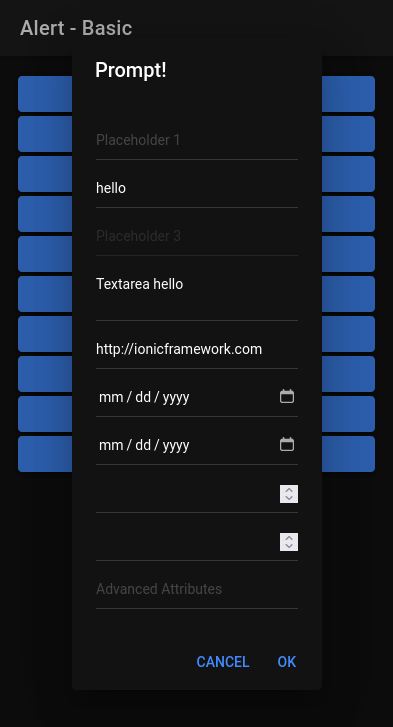 Alert - Basic
Prompt!
Placeholder 1
hello
Placeholder 3
Textarea hello
http://ionicframework.com
mm / dd / yyyy
mm / dd / yyyy
Advanced Attributes
CANCEL OK